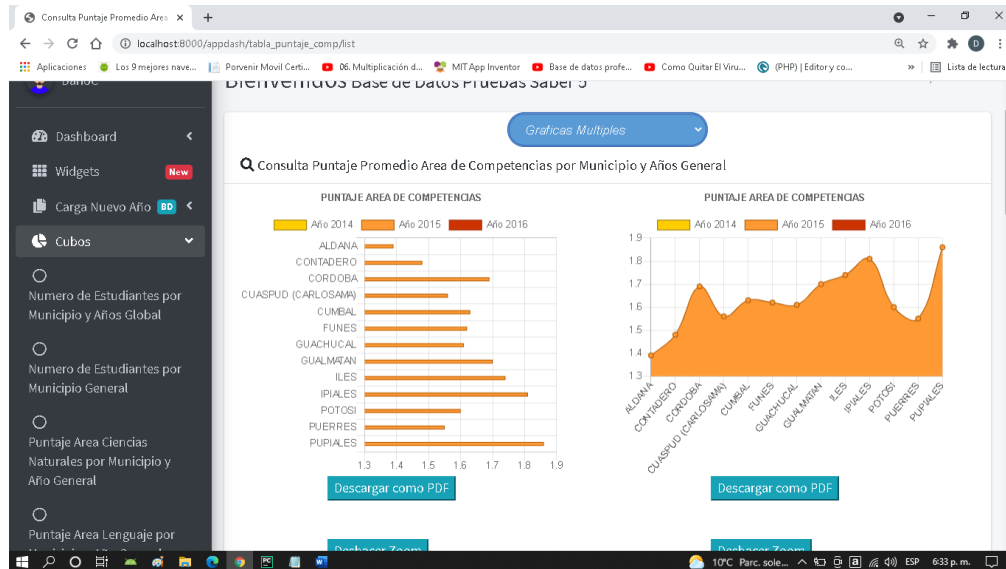 Consulta Puntaje Promedio Area
localhost:8000/appdash/tabla_puntaje_comp/list
D
Aplicaciones
Los 9 mejores nave...
Porvenir Movil Certi...
06. Multiplicación d...
MIT App Inventor
Base de datos profe...
Como Quitar El Viru...
(PHP) | Editor y co...
»
Lista de lectura
Bienvenidos Base de Datos Pruebas Saber 5
Dashboard
Widgets New
Carga Nuevo Año BD
Cubos
Numero de Estudiantes por
Municipio y Años Global
Numero de Estudiantes por
Municipio General
Puntaje Area Ciencias
Naturales por Municipio y
Año General
Puntaje Area Lenguaje por
Graficas Multiples
Consulta Puntaje Promedio Area de Competencias por Municipio y Años General
PUNTAJE AREA DE COMPETENCIAS
Año 2014 Año 2015 Año 2016
ALDANA
CONTADERO
CORDOBA
CUASPUD (CARLOSAMA)
CUMBAL
FUNES
GUACHUCAL
GUALMATAN
ILES
IPIALES
POTOSI
PUERRES
PUPIALES
1.3 1.4 1.5 1.6 1.7 1.8 1.9
Descargar como PDF
Deshacer Zoom
PUNTAJE AREA DE COMPETENCIAS
Año 2014 Año 2015 Año 2016
1.9
1.8
1.7
1.6
1.5
1.4
1.3
ALDANA
CONTADERO
CORDOBA
CUASPUD (CARLOSAMA)
CUMBAL
FUNES
GUACHUCAL
GUALMATAN
ILES
IPIALES
POTOSI
PUERRES
PUPIALES
Descargar como PDF
Deshacer Zoom
10°C Parc. sole... ESP 6:33 p. m.